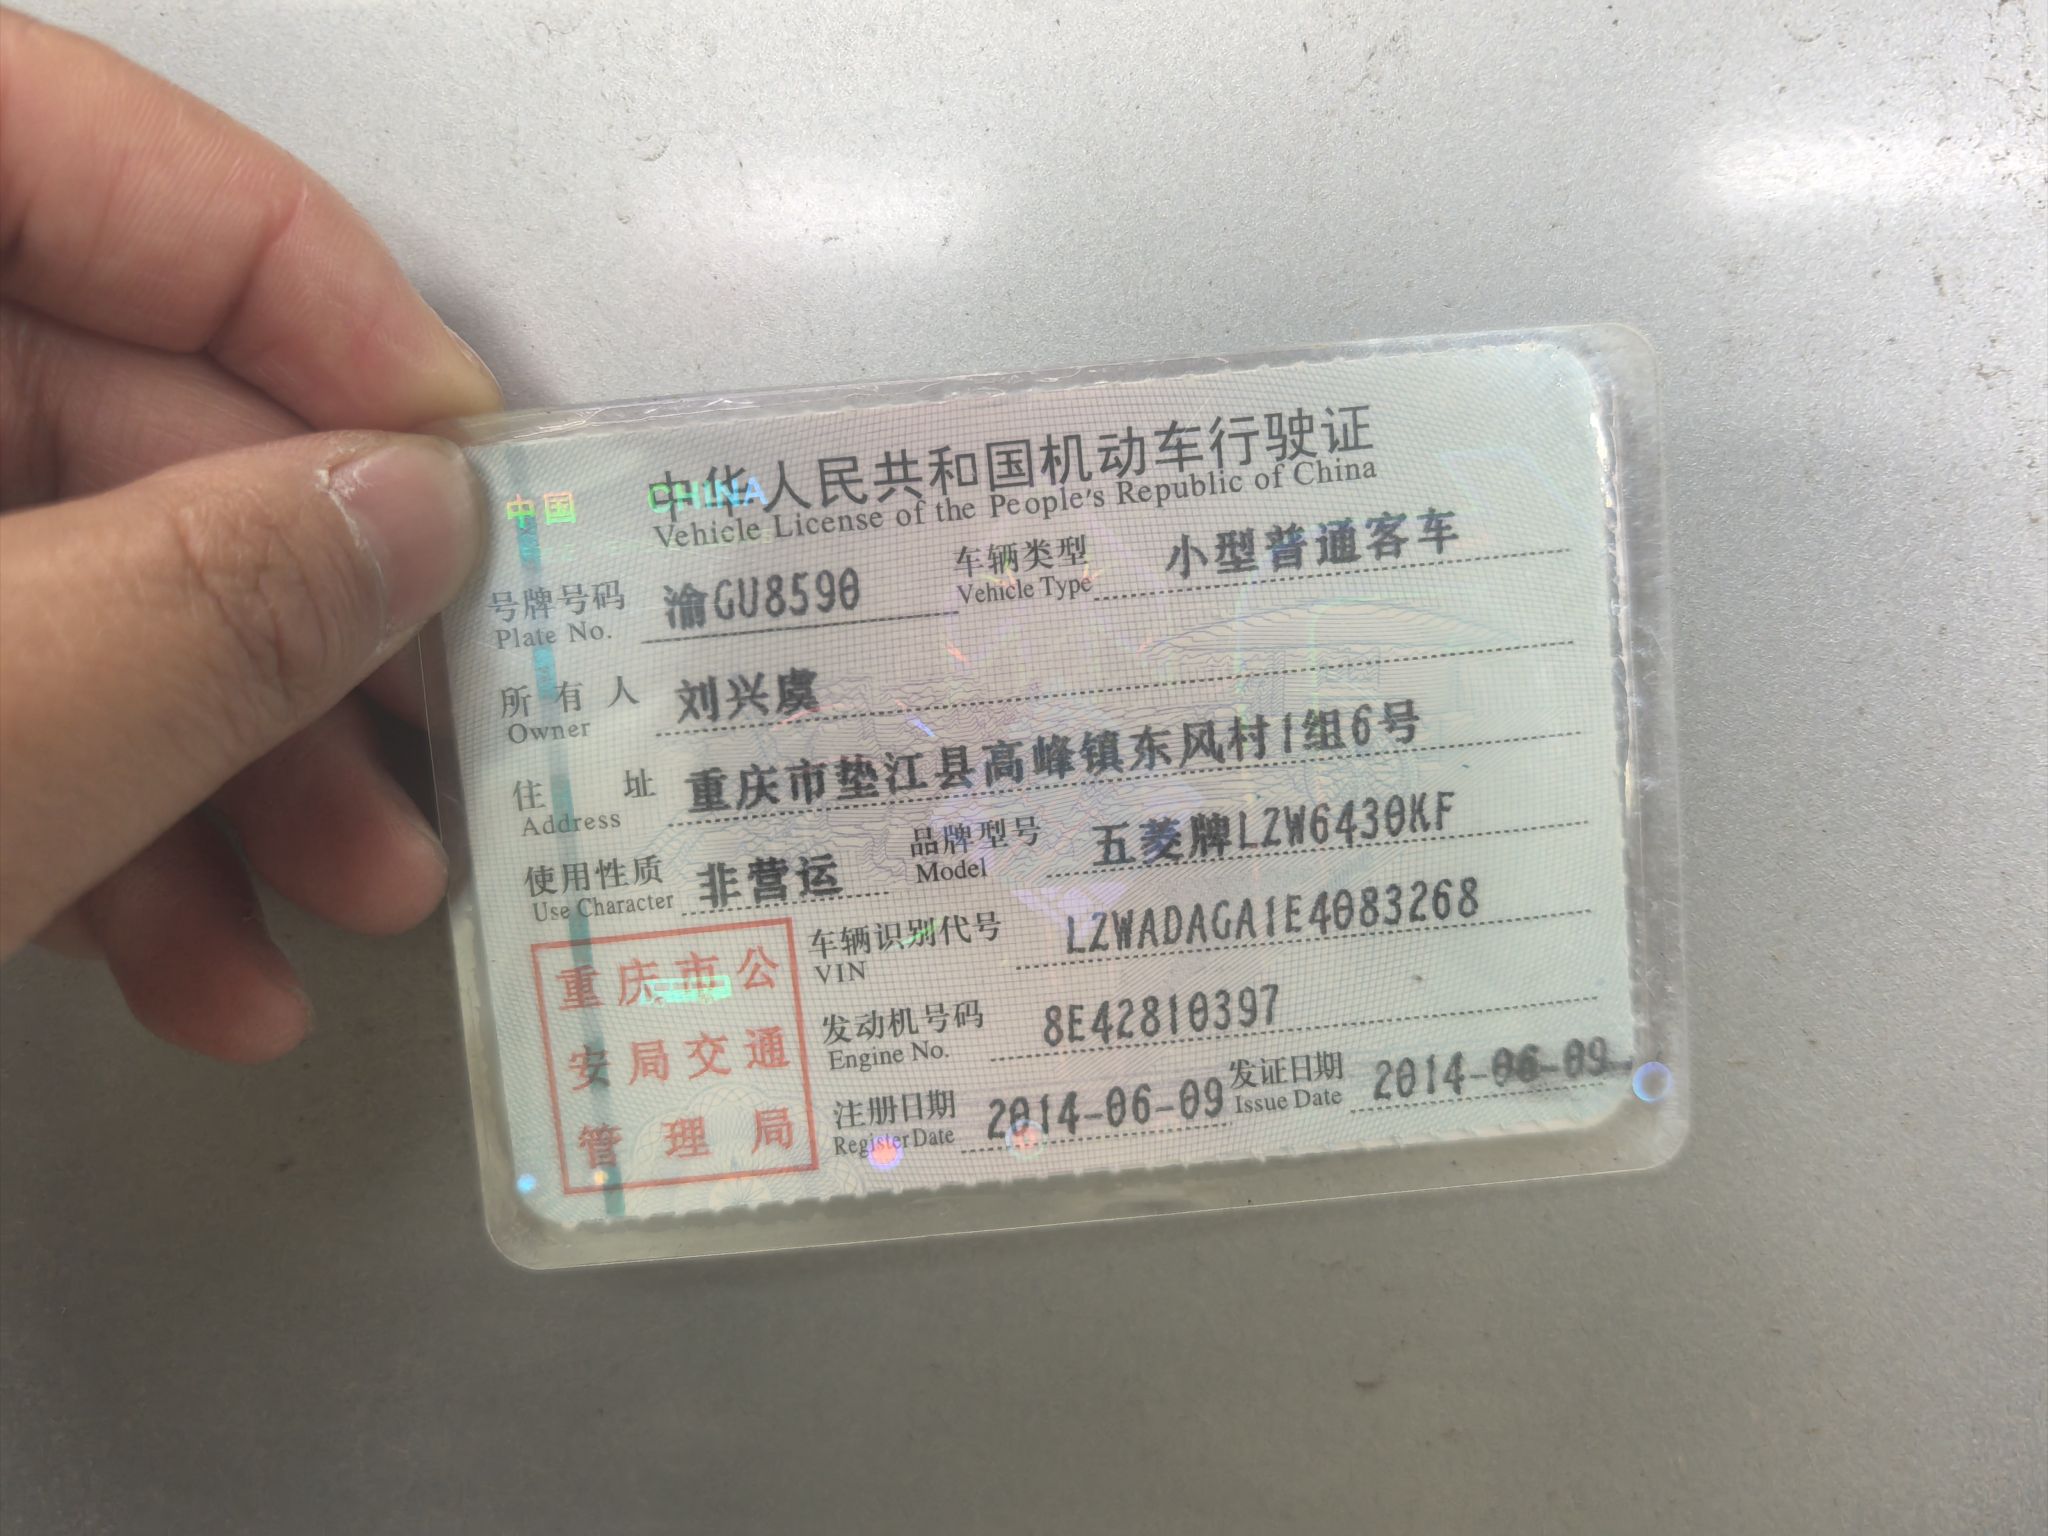 中华人民共和国机动车行驶证
中国 CHINA
Vehicle License of the People's Republic of China
号牌号码 渝GU8590 车辆类型 小型普通客车
Plate No. Vehicle Type
所有人 刘兴虞
Owner
住址 重庆市垫江县高峰镇东风村1组6号
Address
使用性质 非营运 品牌型号 五菱牌LZW6430KF
Use Character Model
车辆识别代号 LZWADAGA1E4083268
VIN
重庆市公
安局交通
管理局
发动机号码 8E42810397
Engine No.
注册日期 2014-06-09 发证日期 2014-06-09
Register Date Issue Date